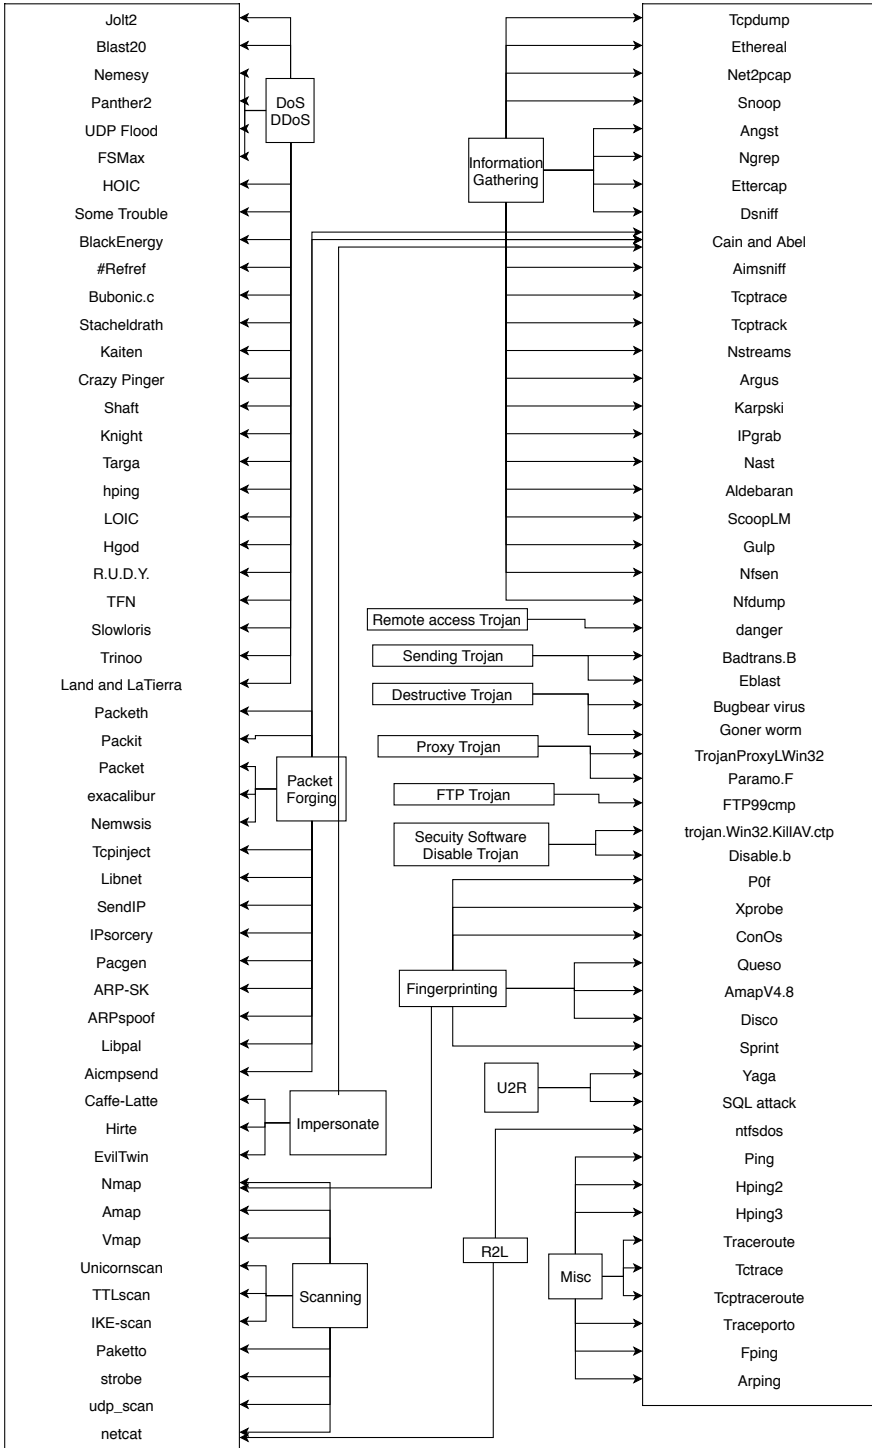 Jolt2
Blast20
Nemesy
Panther2
UDP Flood
FSMax
HOIC
Some Trouble
BlackEnergy
#Refref
Bubonic.c
Stacheldrath
Kaiten
Crazy Pinger
Shaft
Knight
Targa
hping
LOIC
Hgod
R.U.D.Y.
TFN
Slowloris
Trinoo
Land and LaTierra
Packeth
Packit
Packet
exacalibur
Nemwsis
Tcpinject
Libnet
SendIP
IPsorcery
Pacgen
ARP-SK
ARPspoof
Libpal
Aicmpsend
Caffe-Latte
Hirte
EvilTwin
Nmap
Amap
Vmap
Unicornscan
TTLscan
IKE-scan
Paketto
strobe
udp_scan
netcat
DoS
DDoS
Packet
Forging
Impersonate
Scanning
Information
Gathering
Remote access Trojan
Sending Trojan
Destructive Trojan
Proxy Trojan
FTP Trojan
Secuity Software
Disable Trojan
Fingerprinting
U2R
R2L
Misc
Tcpdump
Ethereal
Net2pcap
Snoop
Angst
Ngrep
Ettercap
Dsniff
Cain and Abel
Aimsniff
Tcptrace
Tcptrack
Nstreams
Argus
Karpski
IPgrab
Nast
Aldebaran
ScoopLM
Gulp
Nfsen
Nfdump
danger
Badtrans.B
Eblast
Bugbear virus
Goner worm
TrojanProxyLWin32
Paramo.F
FTP99cmp
trojan.Win32.KillAV.ctp
Disable.b
P0f
Xprobe
ConOs
Queso
AmapV4.8
Disco
Sprint
Yaga
SQL attack
ntfsdos
Ping
Hping2
Hping3
Traceroute
Tctrace
Tcptraceroute
Traceporto
Fping
Arping